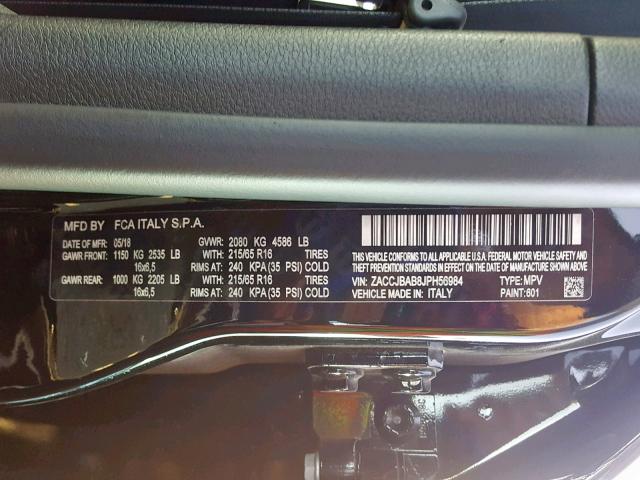 MFD BY FCA ITALY S.P.A.
DATE OF MFR 05/18 GVWR: 2080 KG 4586 LB
GAWR FRONT: 1150 KG 2535 LB WITH: 215/65 R16 TIRES
16x6,5 RIMS AT: 240 KPA (35 PSI) COLD
GAWR REAR: 1000 KG 2205 LB WITH: 215/65 R16 TIRES
16x6,5 RIMS AT: 240 KPA (35 PSI) COLD
THIS VEHICLE CONFORMS TO ALL APPLICABLE U.S.A. FEDERAL MOTOR VEHICLE SAFETY AND
THEFT PREVENTION STANDARDS IN EFFECT ON THE DATE OF MANUFACTURE SHOWN ABOVE.
VIN: ZACCJBAB8JPH56984 TYPE: MPV
VEHICLE MADE IN: ITALY PAINT: 601